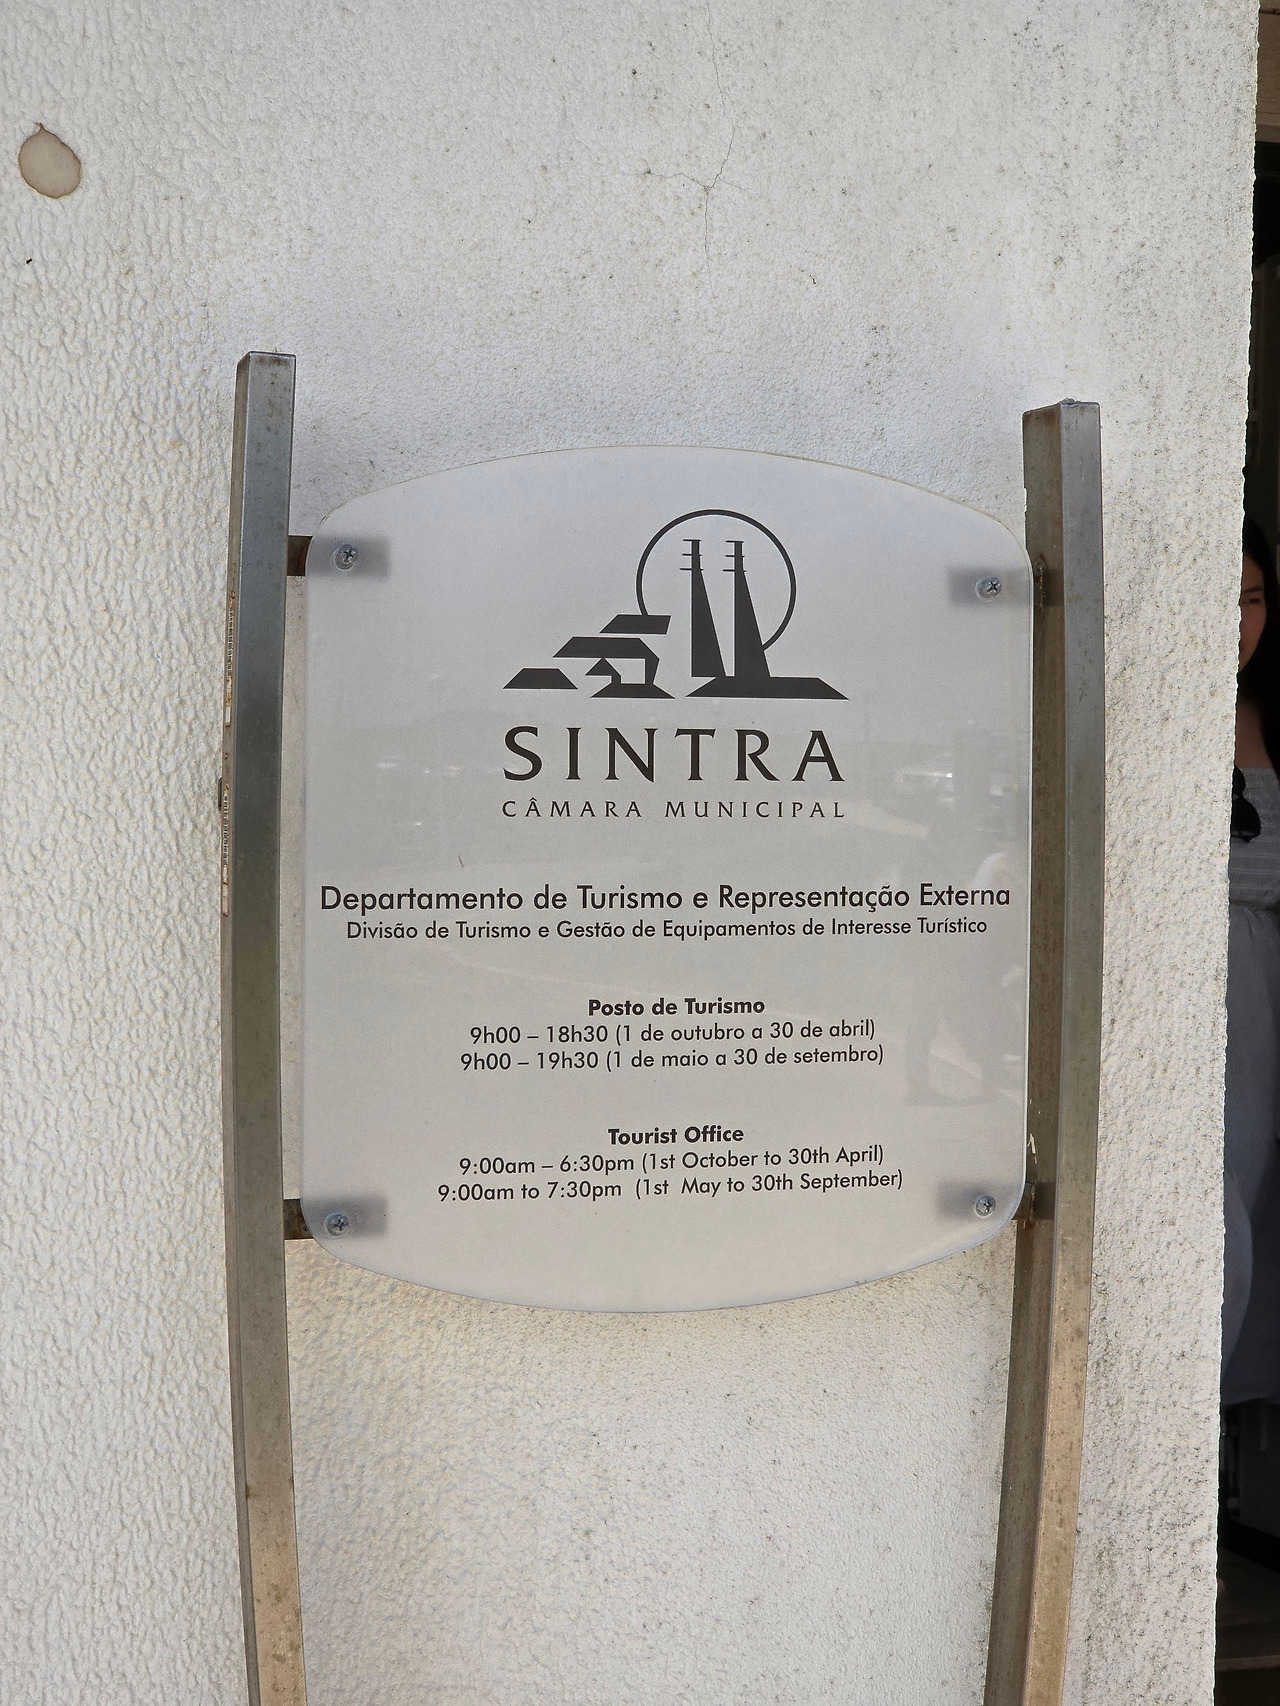 SINTRA
CÂMARA MUNICIPAL
Departamento de Turismo e Representação Externa
Divisão de Turismo e Gestão de Equipamentos de Interesse Turístico
Posto de Turismo
9h00 – 18h30 (1 de outubro a 30 de abril)
9h00 – 19h30 (1 de maio a 30 de setembro)
Tourist Office
9:00am – 6:30pm (1st October to 30th April)
9:00am to 7:30pm (1st May to 30th September)